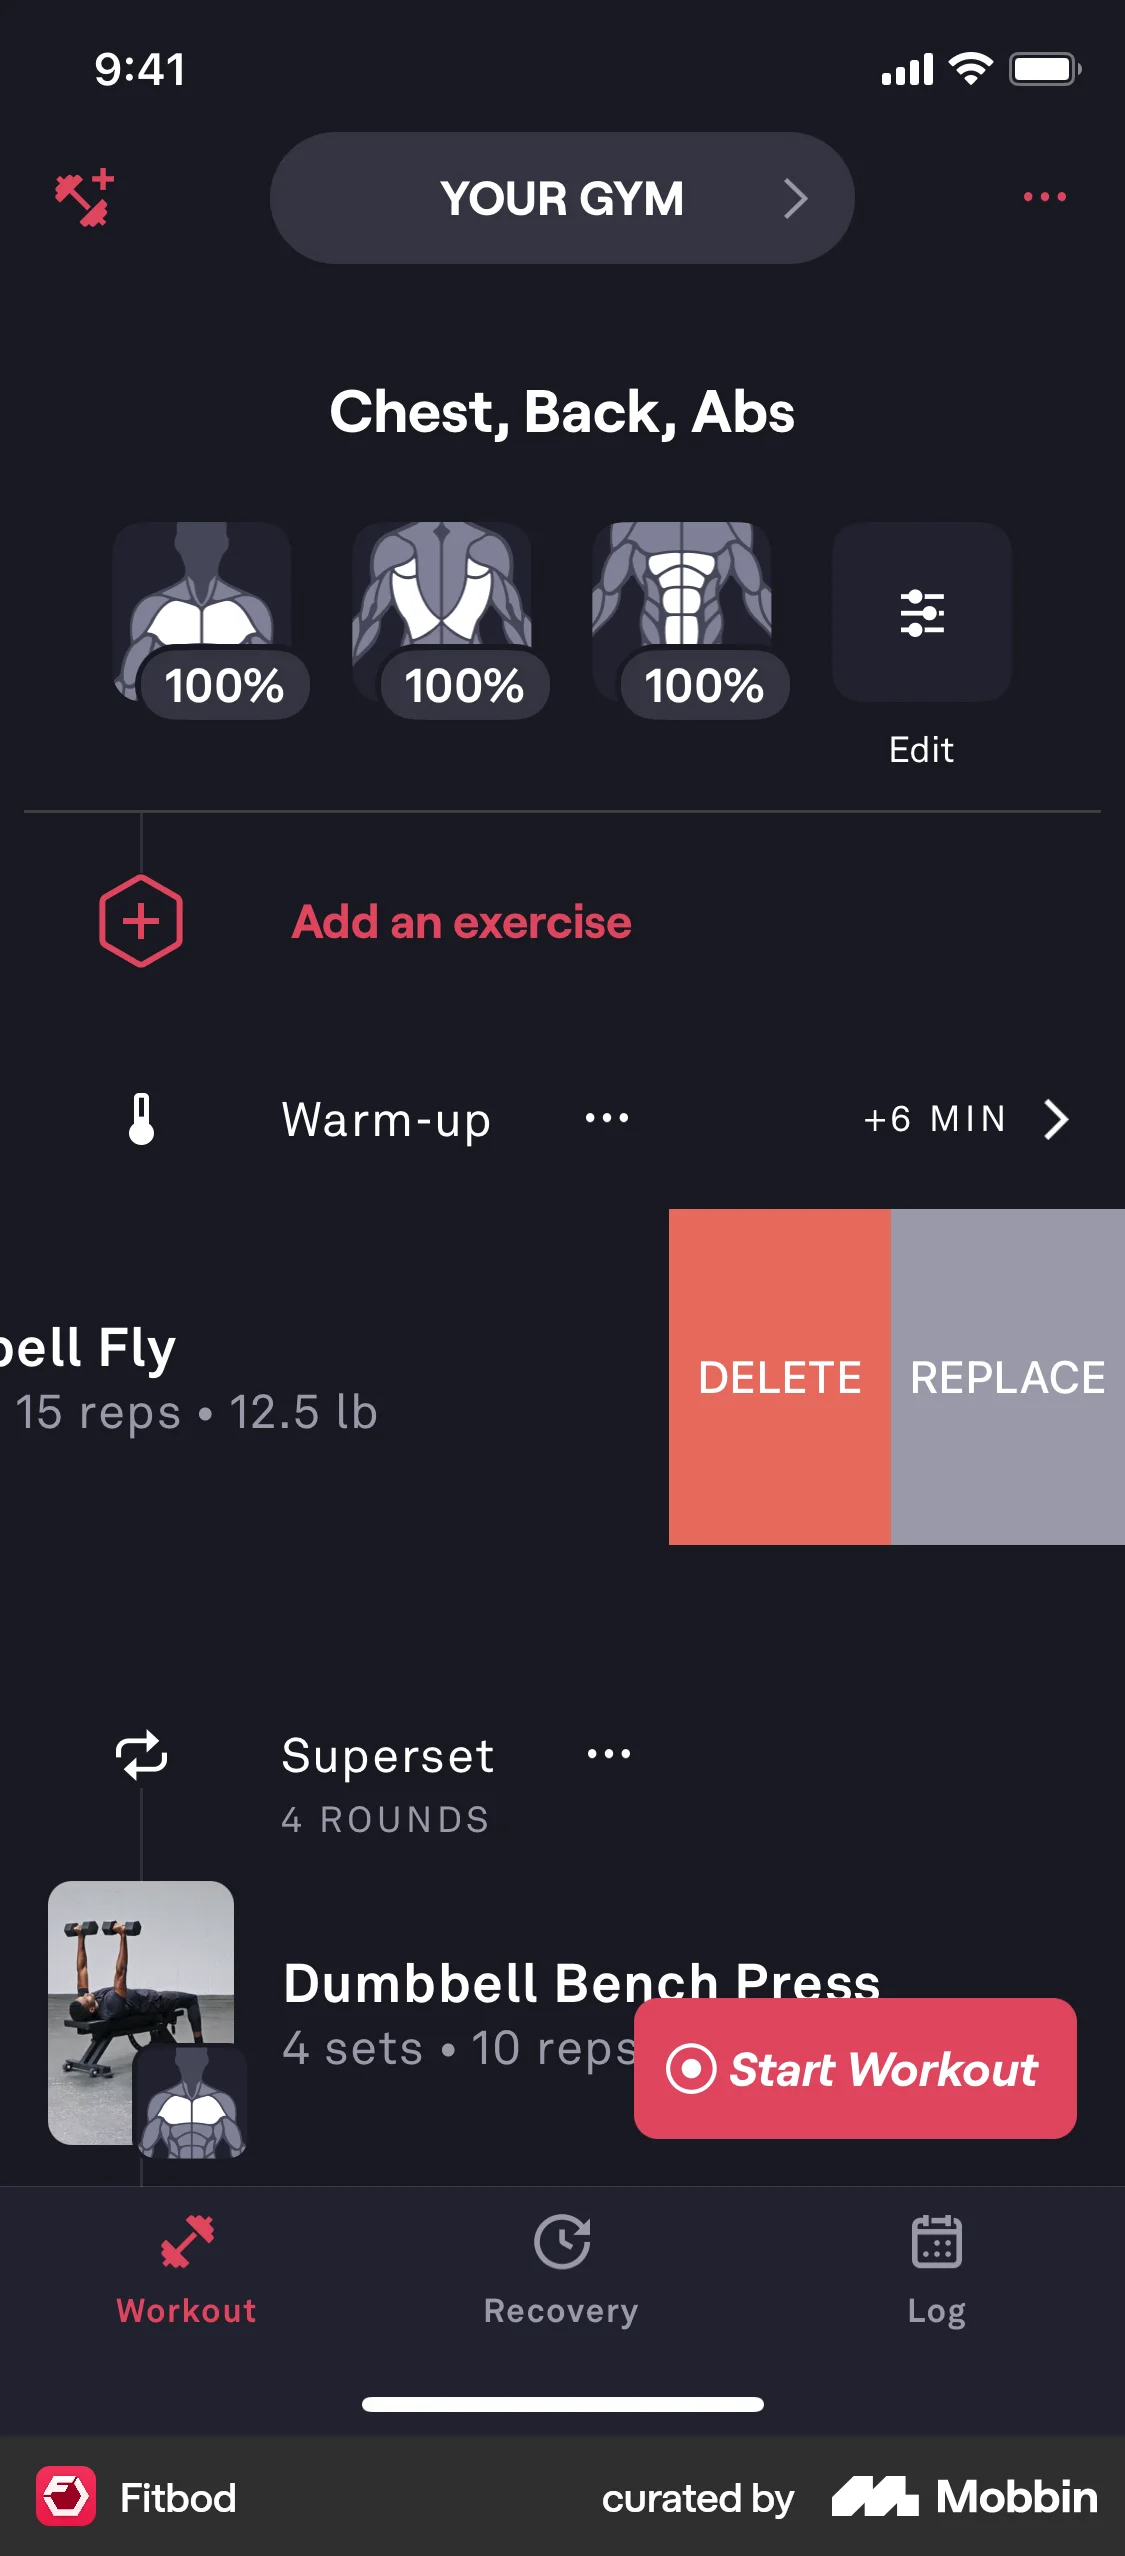 9:41
YOUR GYM
Chest, Back, Abs
100% 100% 100%
Edit
Add an exercise
Warm-up +6 MIN
DELETE REPLACE
bell Fly
15 reps • 12.5 lb
Superset
4 ROUNDS
Dumbbell Bench Press
4 sets • 10 reps
Start Workout
Workout Recovery Log
Fitbod curated by Mobbin